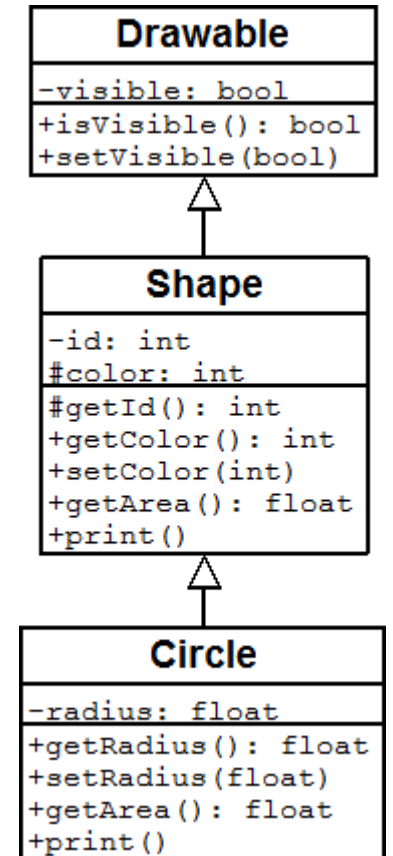 Drawable
-visible: bool
+isVisible(): bool
+setVisible(bool)
Shape
-id: int
#color: int
#getId(): int
+getColor(): int
+setColor(int)
+getArea(): float
+print()
Circle
-radius: float
+getRadius(): float
+setRadius(float)
+getArea(): float
+print()